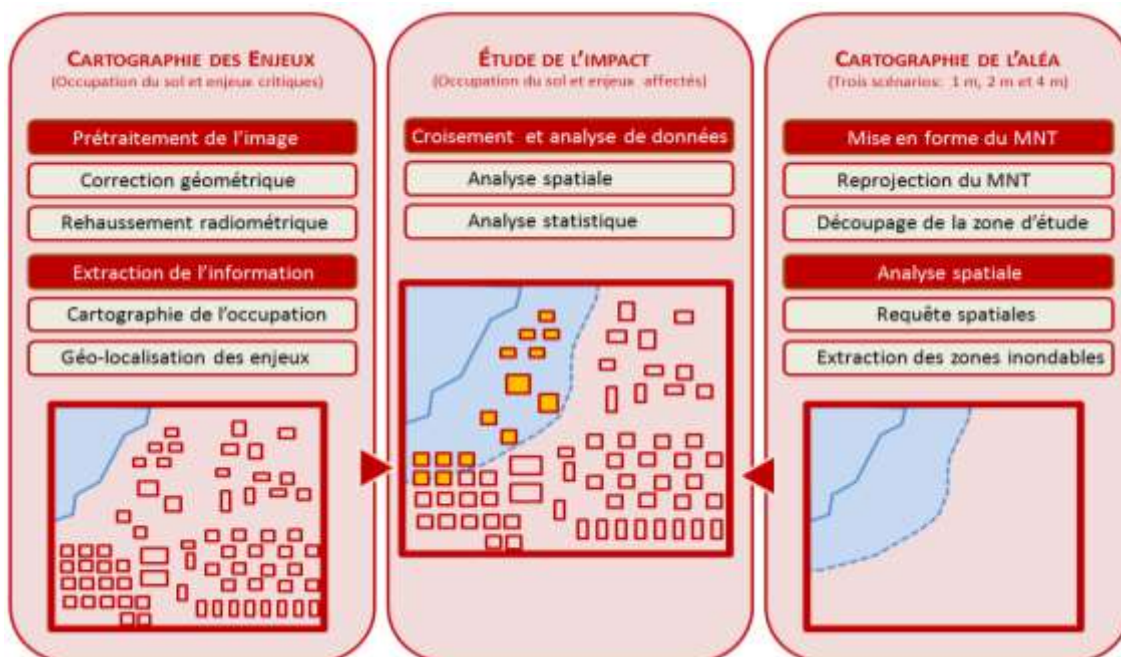 CARTOGRAPHIE DES ENJEUX
(Occupation du sol et enjeux critiques)
Prétraitement de l'image
Correction géométrique
Rehaussement radiométrique
Extraction de l'information
Cartographie de l'occupation
Géo-localisation des enjeux
ÉTUDE DE L'IMPACT
(Occupation du sol et enjeux affectés)
Croisement et analyse de données
Analyse spatiale
Analyse statistique
CARTOGRAPHIE DE L'ALÉA
(Trois scénarios: 1 m, 2 m et 4 m)
Mise en forme du MNT
Reprojection du MNT
Découpage de la zone d'étude
Analyse spatiale
Requête spatiales
Extraction des zones inondables